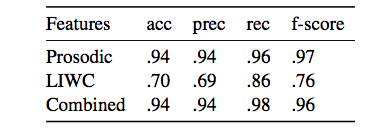 Features acc prec rec f-score
Prosodic .94 .94 .96 .97
LIWC .70 .69 .86 .76
Combined .94 .94 .98 .96